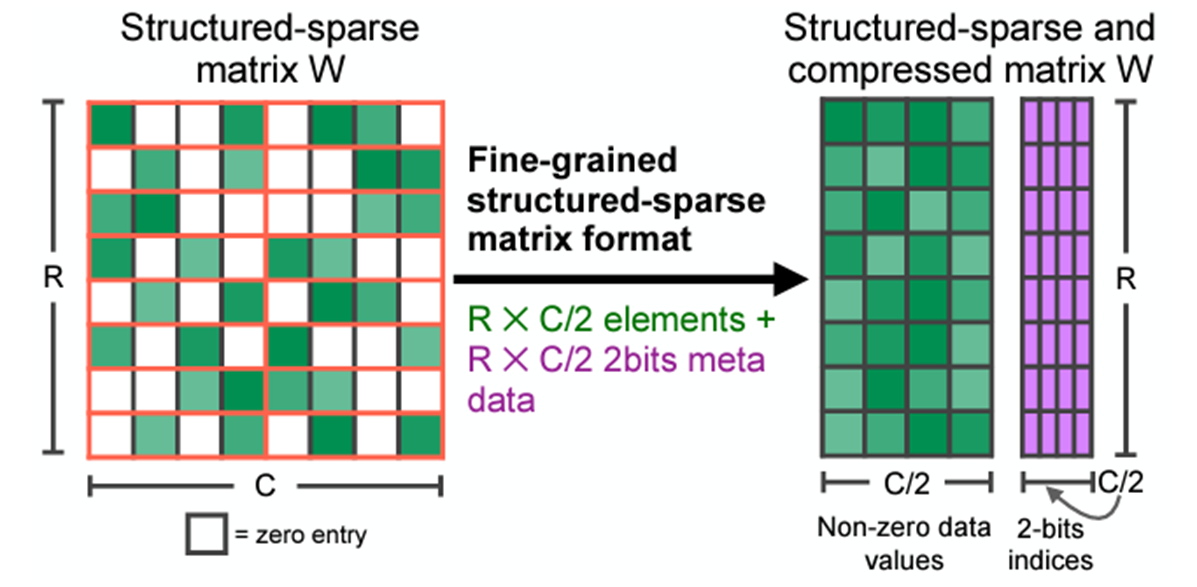 Structured-sparse
matrix W
Structured-sparse and
compressed matrix W
R
Fine-grained
structured-sparse
matrix format
R × C/2 elements +
R × C/2 2bits meta
data
R
C
C/2
C/2
= zero entry
Non-zero data
values
2-bits
indices